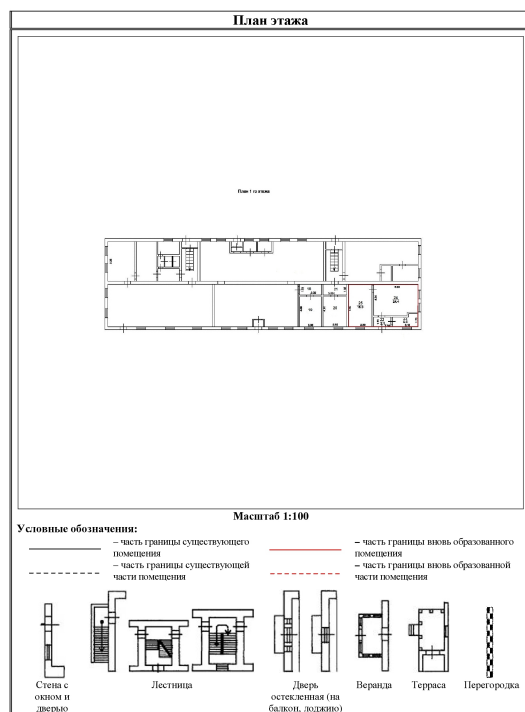 План этажа
План 1 го этажа
Масштаб 1:100
Условные обозначения:
– часть границы существующего помещения
– часть границы вновь образованного помещения
– часть границы существующей части помещения
– часть границы вновь образованной части помещения
Стена с окном и дверью
Лестница
Дверь остекленная (на балкон, лоджию)
Веранда
Терраса
Перегородка